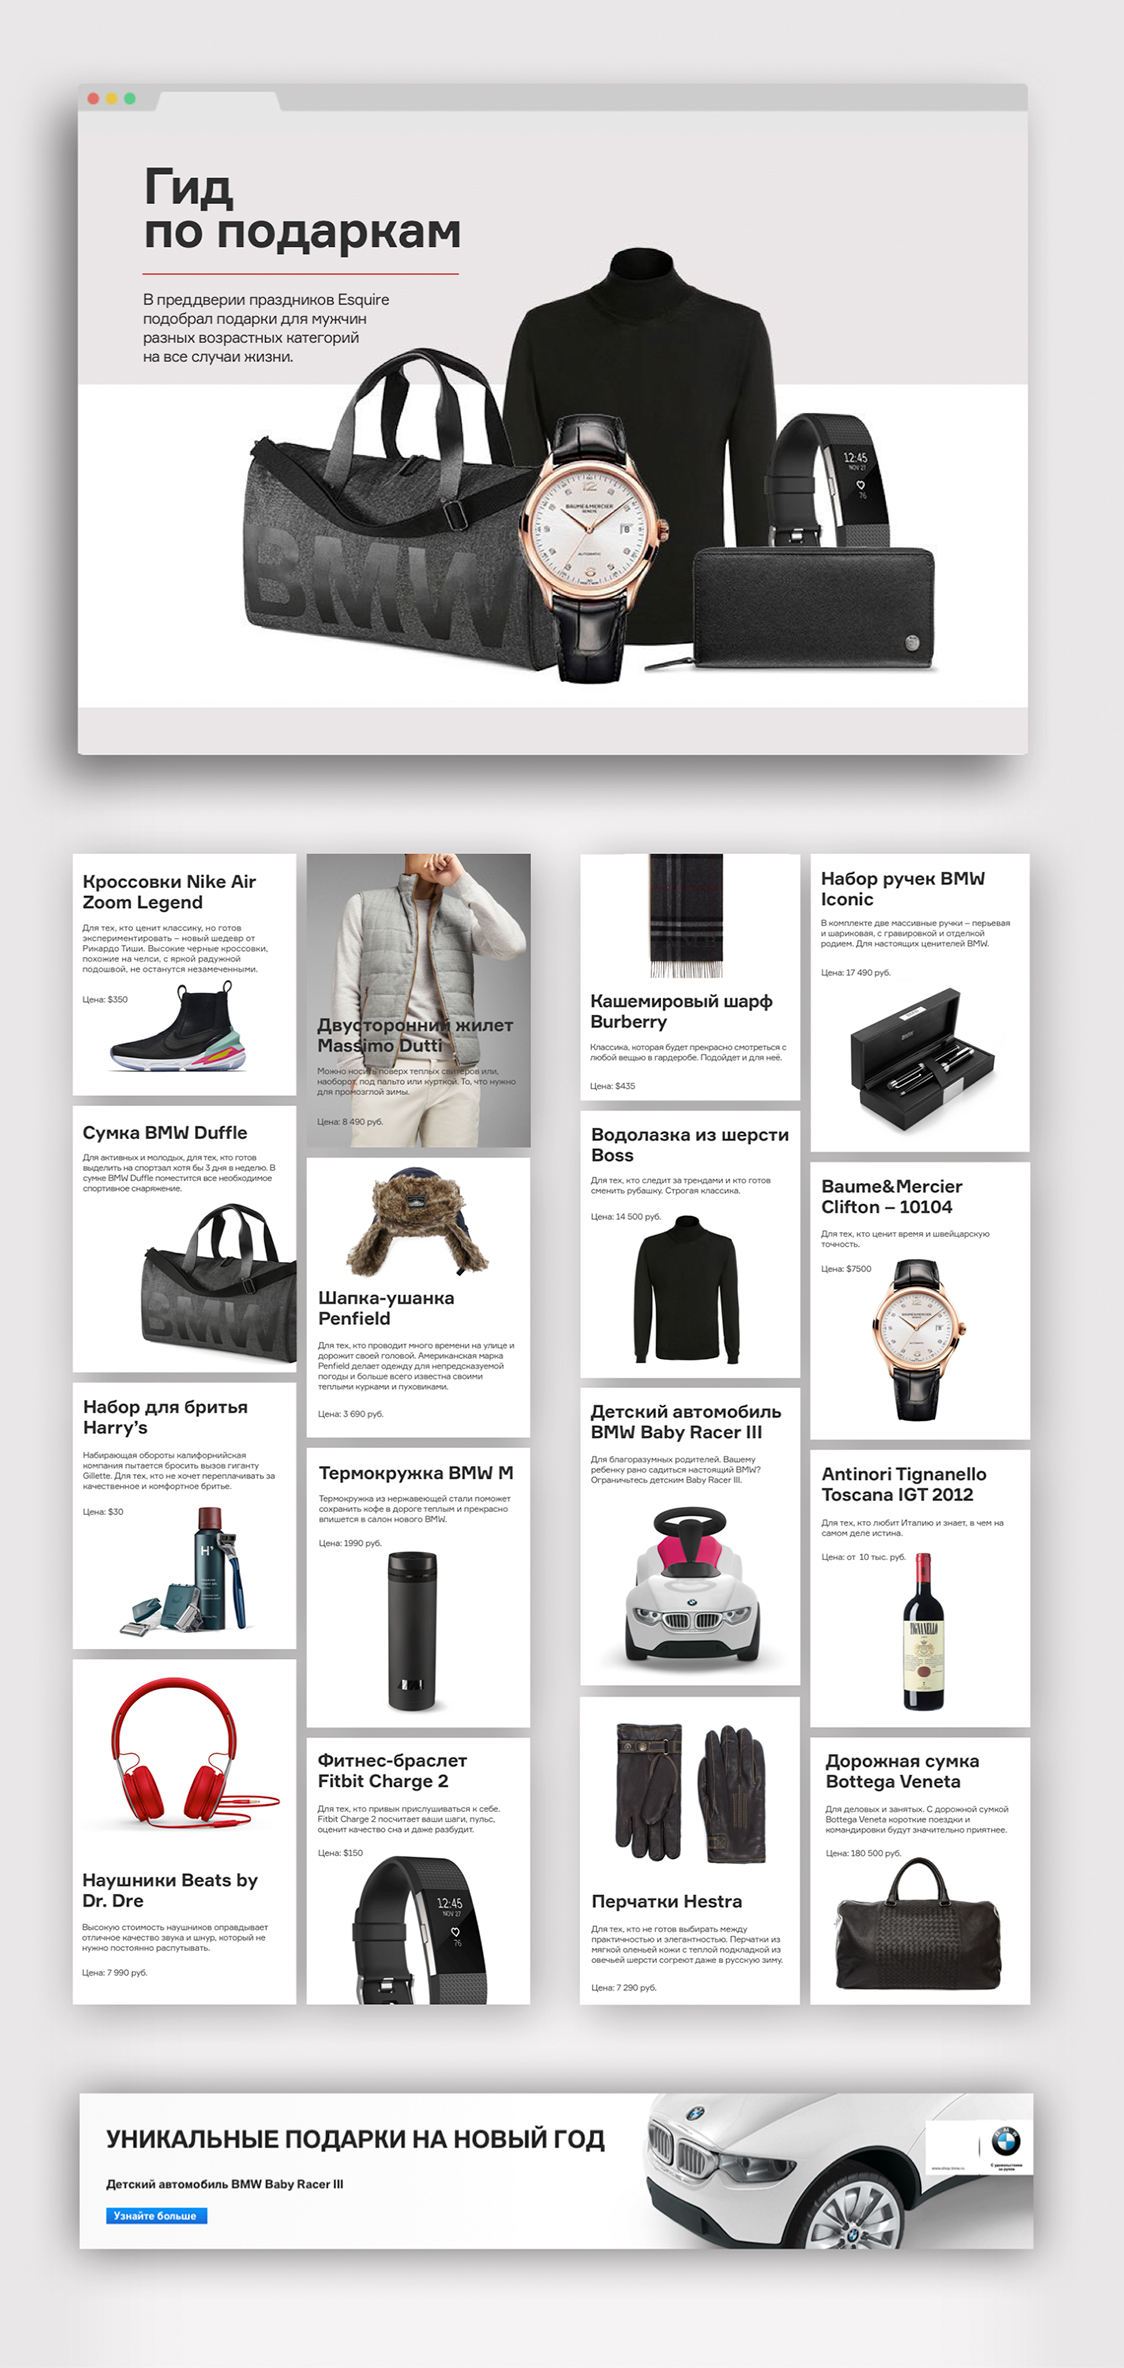 Гид
по подаркам
В преддверии праздников Esquire
подобрал подарки для мужчин
разных возрастных категорий
на все случаи жизни.
BMW
BAUME & MERCIER
GENEVE
AUTOMATIC
12:45
NOV 27
76
Кроссовки Nike Air
Zoom Legend
Для тех, кто ценит классику, но готов
экспериментировать – новый шедевр от
Рикардо Тиши. Высокие черные кроссовки,
похожие на челси, с яркой радужной
подошвой, не останутся незамеченными.
Цена: $350
Сумка BMW Duffle
Для активных и молодых, для тех, кто готов
выделить на спортзал хотя бы 3 дня в неделю. В
сумке BMW Duffle поместится все необходимое
спортивное снаряжение.
BMW
Набор для бритья
Harry’s
Набирающая обороты калифорнийская
компания пытается бросить вызов гиганту
Gillette. Для тех, кто не хочет переплачивать за
качественное и комфортное бритье.
Цена: $30
H’
Наушники Beats by
Dr. Dre
Высокую стоимость наушников оправдывает
отличное качество звука и шнур, который не
нужно постоянно распутывать.
Цена: 7 990 руб.
Двусторонний жилет
Massimo Dutti
Можно носить поверх теплых свитеров или,
наоборот, под пальто или курткой. То, что нужно
для промозглой зимы.
Цена: 8 490 руб.
Шапка-ушанка
Penfield
Для тех, кто проводит много времени на улице и
дорожит своей головой. Американская марка
Penfield делает одежду для непредсказуемой
погоды и больше всего известна своими
теплыми курками и пуховиками.
Цена: 3 690 руб.
Термокружка BMW M
Термокружка из нержавеющей стали поможет
сохранить кофе в дороге теплым и прекрасно
впишется в салон нового BMW.
Цена: 1990 руб.
Фитнес-браслет
Fitbit Charge 2
Для тех, кто привык прислушиваться к себе.
Fitbit Charge 2 посчитает ваши шаги, пульс,
оценит качество сна и даже разбудит.
Цена: $150
12:45
NOV 27
76
Кашемировый шарф
Burberry
Классика, которая будет прекрасно смотреться с
любой вещью в гардеробе. Подойдет и для неё.
Цена: $435
Водолазка из шерсти
Boss
Для тех, кто следит за трендами и кто готов
сменить рубашку. Строгая классика.
Цена: 14 500 руб.
Детский автомобиль
BMW Baby Racer III
Для благоразумных родителей. Вашему
ребенку рано садиться настоящий BMW?
Ограничьтесь детским Baby Racer III.
Перчатки Hestra
Для тех, кто не готов выбирать между
практичностью и элегантностью. Перчатки из
мягкой оленьей кожи с теплой подкладкой из
овечьей шерсти согреют даже в русскую зиму.
Цена: 7 290 руб.
Набор ручек BMW
Iconic
В комплекте две массивные ручки – перьевая
и шариковая, с гравировкой и отделкой
родием. Для настоящих ценителей BMW.
Цена: 17 490 руб.
Baume&Mercier
Clifton – 10104
Для тех, кто ценит время и швейцарскую
точность.
Цена: $7500
BAUME & MERCIER
Antinori Tignanello
Toscana IGT 2012
Для тех, кто любит Италию и знает, в чем на
самом деле истина.
Цена: от 10 тыс. руб.
TIGNANELLO
Дорожная сумка
Bottega Veneta
Для деловых и занятых. С дорожной сумкой
Bottega Veneta короткие поездки и
командировки будут значительно приятнее.
Цена: 180 500 руб.
УНИКАЛЬНЫЕ ПОДАРКИ НА НОВЫЙ ГОД
Детский автомобиль BMW Baby Racer III
Узнайте больше
www.shop.bmw.ru
С удовольствием
за рулем